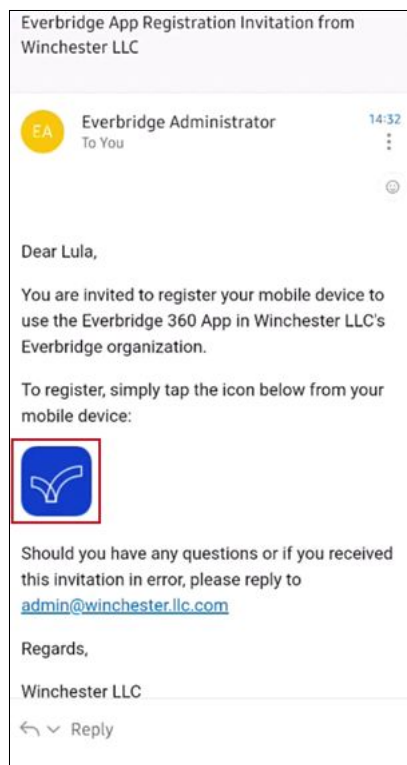 Everbridge App Registration Invitation from
Winchester LLC
EA
Everbridge Administrator
14:32
To You
Dear Lula,
You are invited to register your mobile device to
use the Everbridge 360 App in Winchester LLC's
Everbridge organization.
To register, simply tap the icon below from your
mobile device:
Should you have any questions or if you received
this invitation in error, please reply to
admin@winchester.llc.com
Regards,
Winchester LLC
Reply